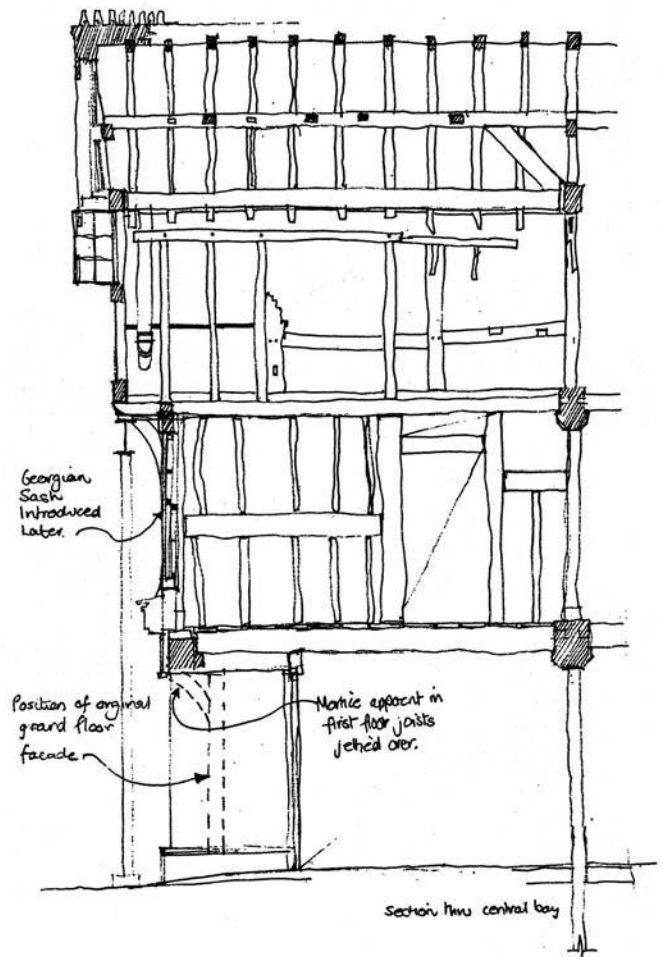 Georgian
Sash
Introduced
Later.
Position of original
ground floor
facade
Mortice apparent in
first floor joists
jettied over.
Section thru central bay